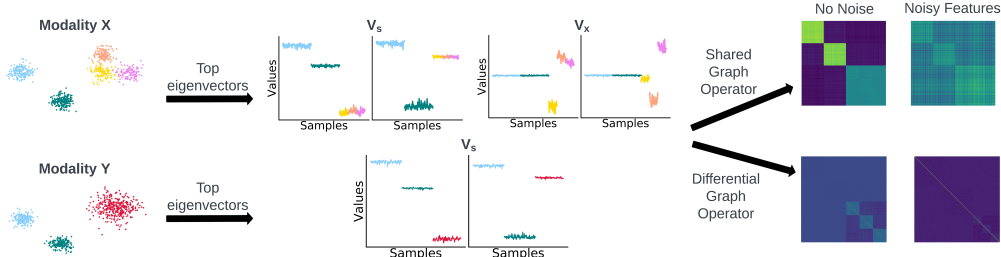 Modality X
Top
eigenvectors
Vs
Values
Samples
Samples
Vx
Values
Samples
Samples
Shared
Graph
Operator
No Noise
Noisy Features
Modality Y
Top
eigenvectors
Vs
Values
Samples
Samples
Differential
Graph
Operator